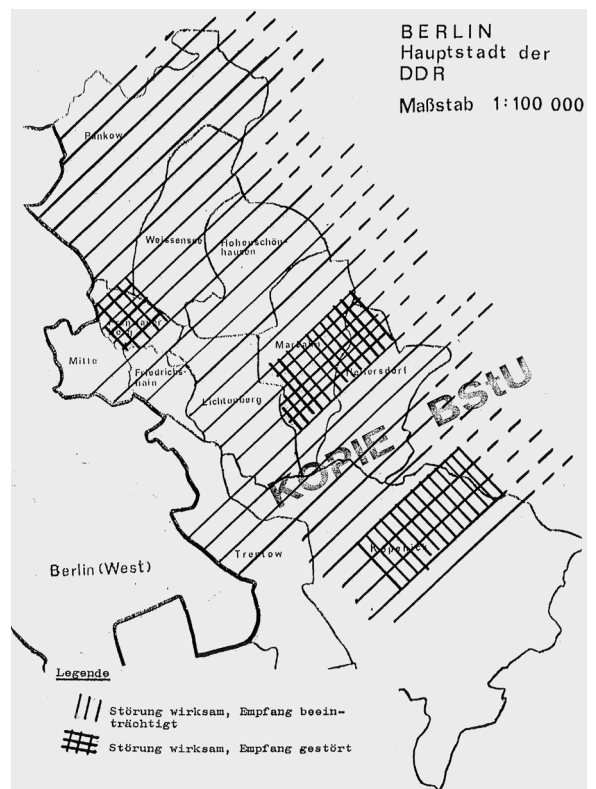 BERLIN
Hauptstadt der
DDR
Maßstab 1:100 000
Pankow
Weissensee
Hohenschön-
hausen
Mitte
Friedrichs-
hain
Lichtenberg
Marzahn
Hellersdorf
KOPIE BStU
Treptow
Köpenick
Berlin (West)
Legende
Störung wirksam, Empfang beein-
trächtigt
Störung wirksam, Empfang gestört